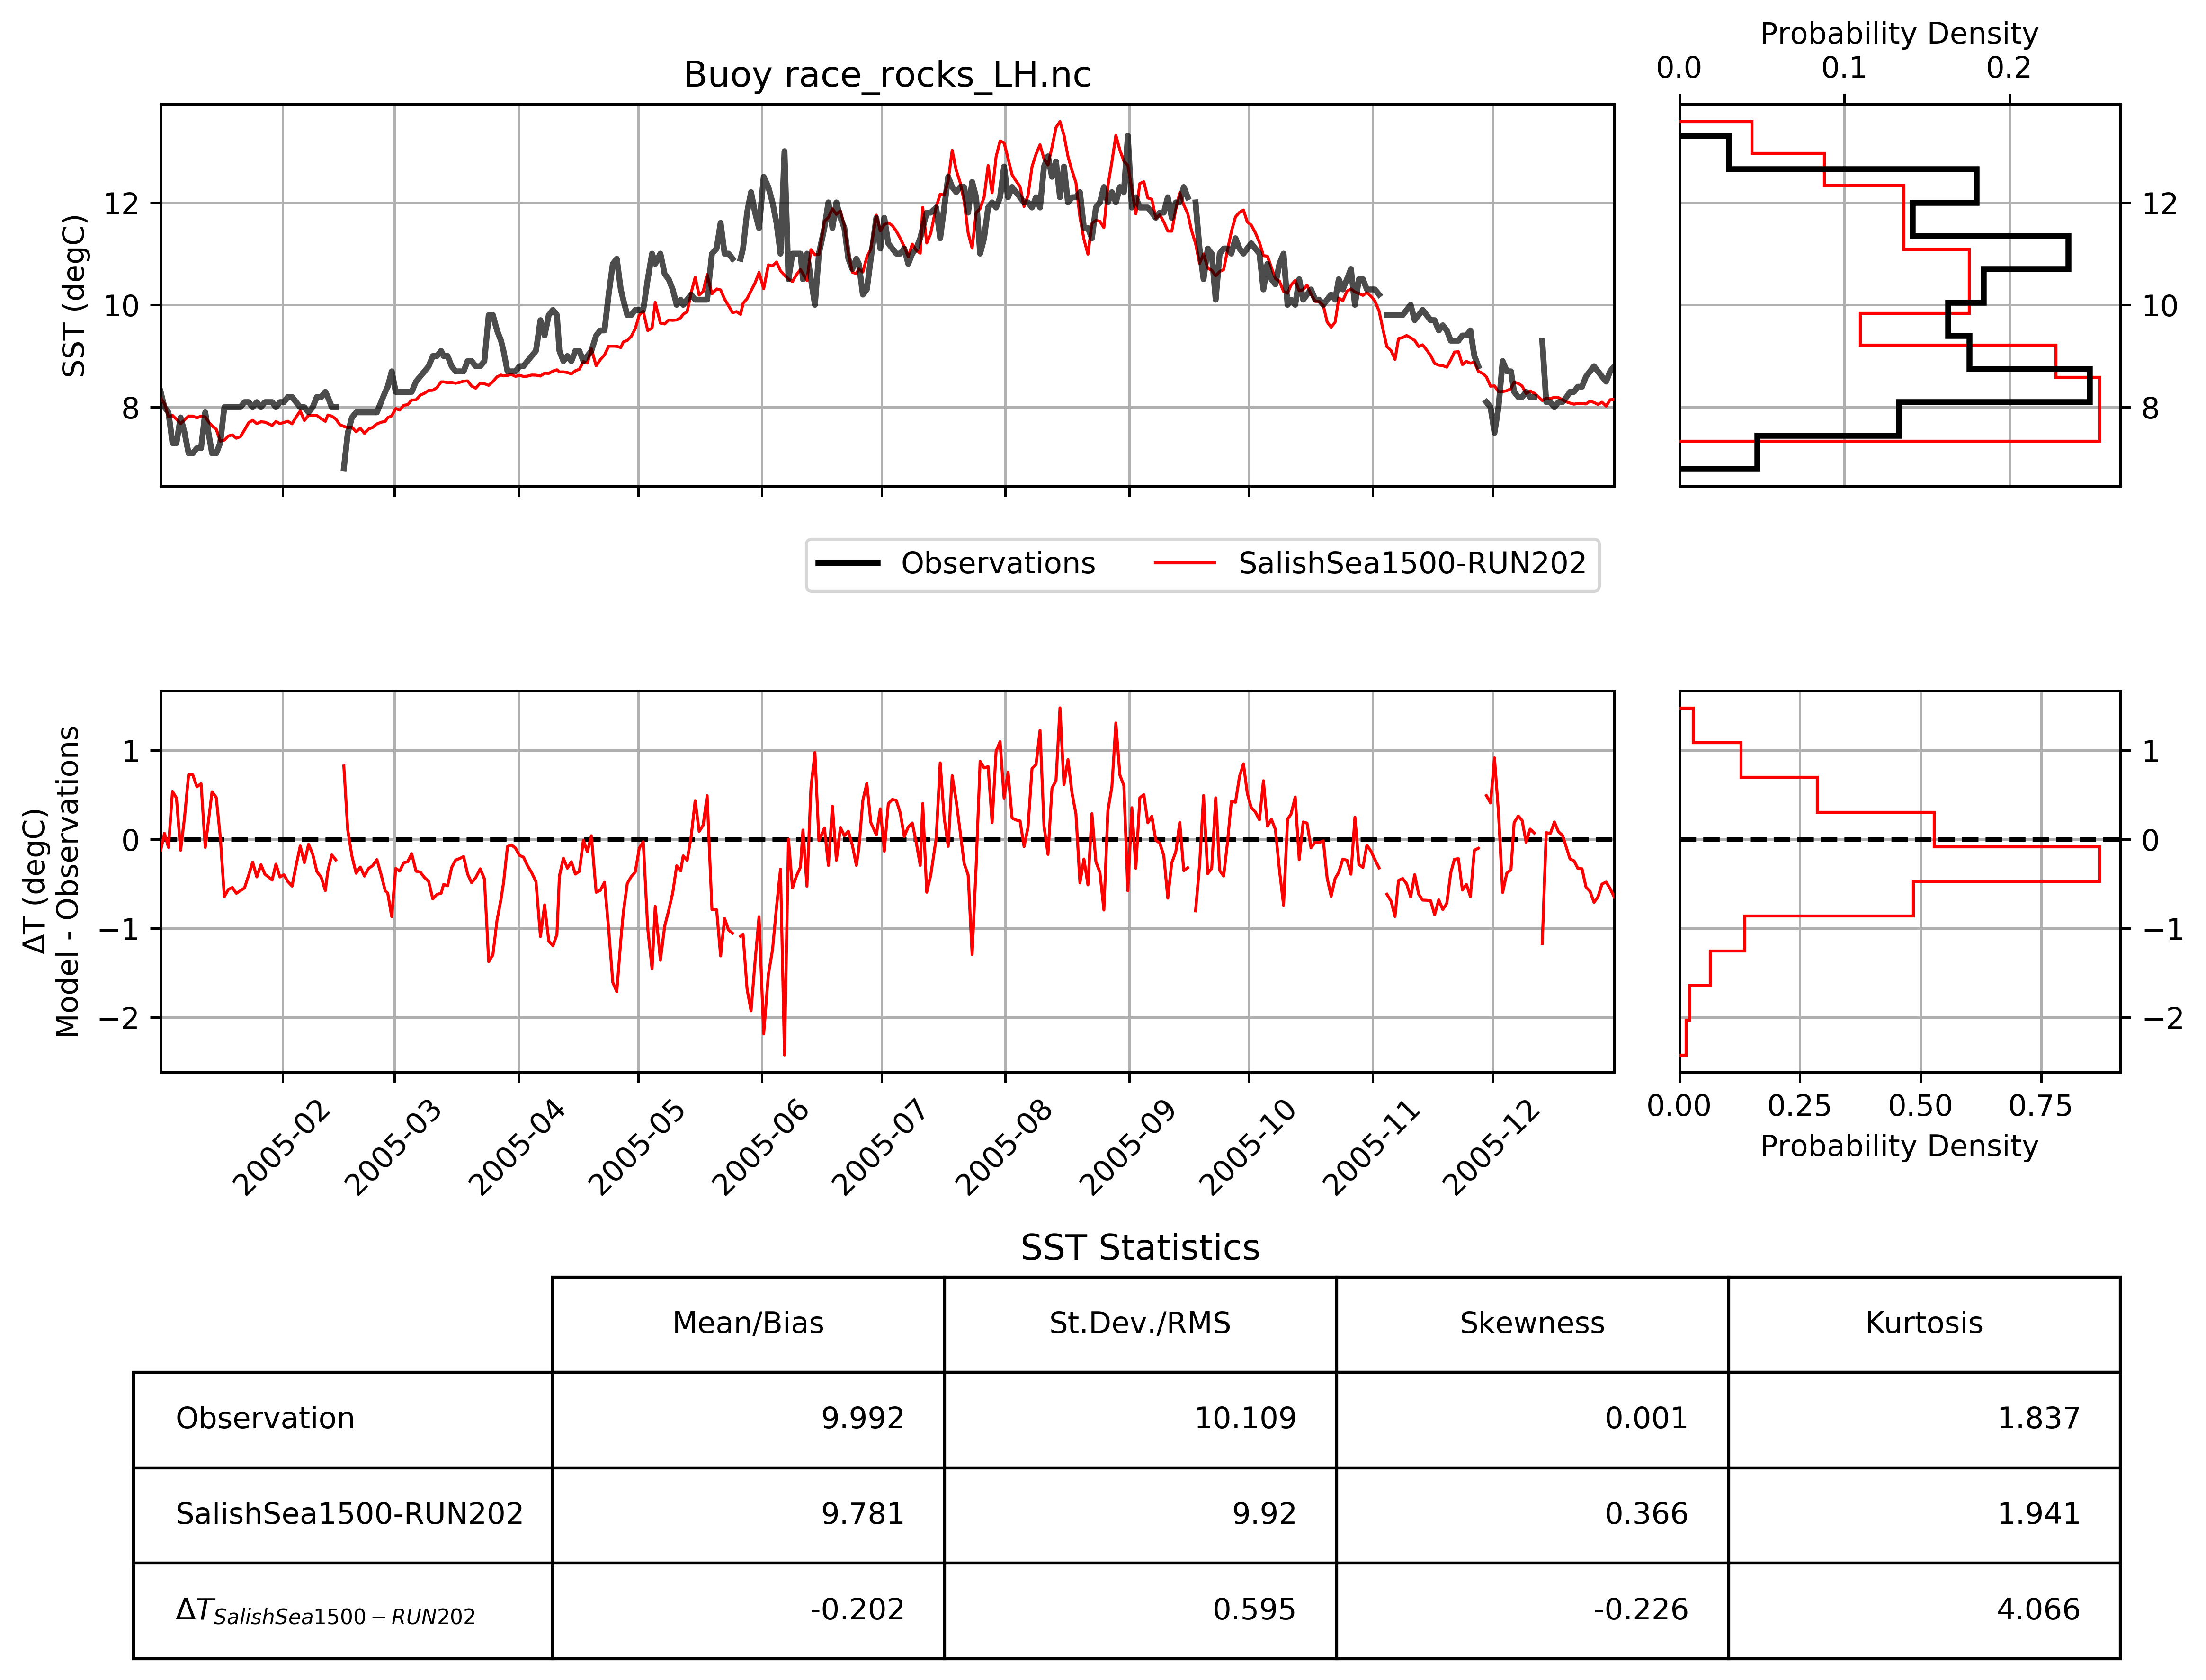 Probability Density
0.0 0.1 0.2
Buoy race_rocks_LH.nc
SST (degC)
12
10
8
12
10
8
Observations SalishSea1500-RUN202
ΔT (degC)
Model - Observations
1
0
−1
−2
1
0
−1
−2
2005-02 2005-03 2005-04 2005-05 2005-06 2005-07 2005-08 2005-09 2005-10 2005-11 2005-12
0.00 0.25 0.50 0.75
Probability Density
SST Statistics
Mean/Bias St.Dev./RMS Skewness Kurtosis
Observation 9.992 10.109 0.001 1.837
SalishSea1500-RUN202 9.781 9.92 0.366 1.941
ΔT SalishSea1500−RUN202 -0.202 0.595 -0.226 4.066